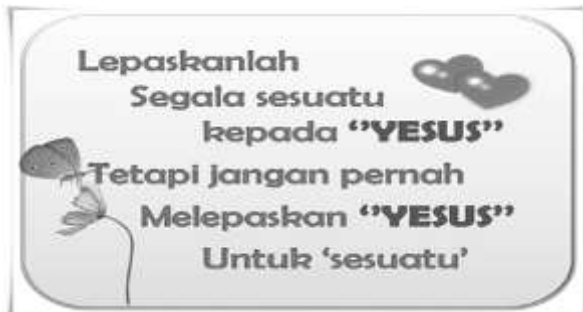 Lepaskanlah
Segala sesuatu
kepada ‘’YESUS’’
Tetapi jangan pernah
Melepaskan ‘’YESUS’’
Untuk ‘sesuatu’